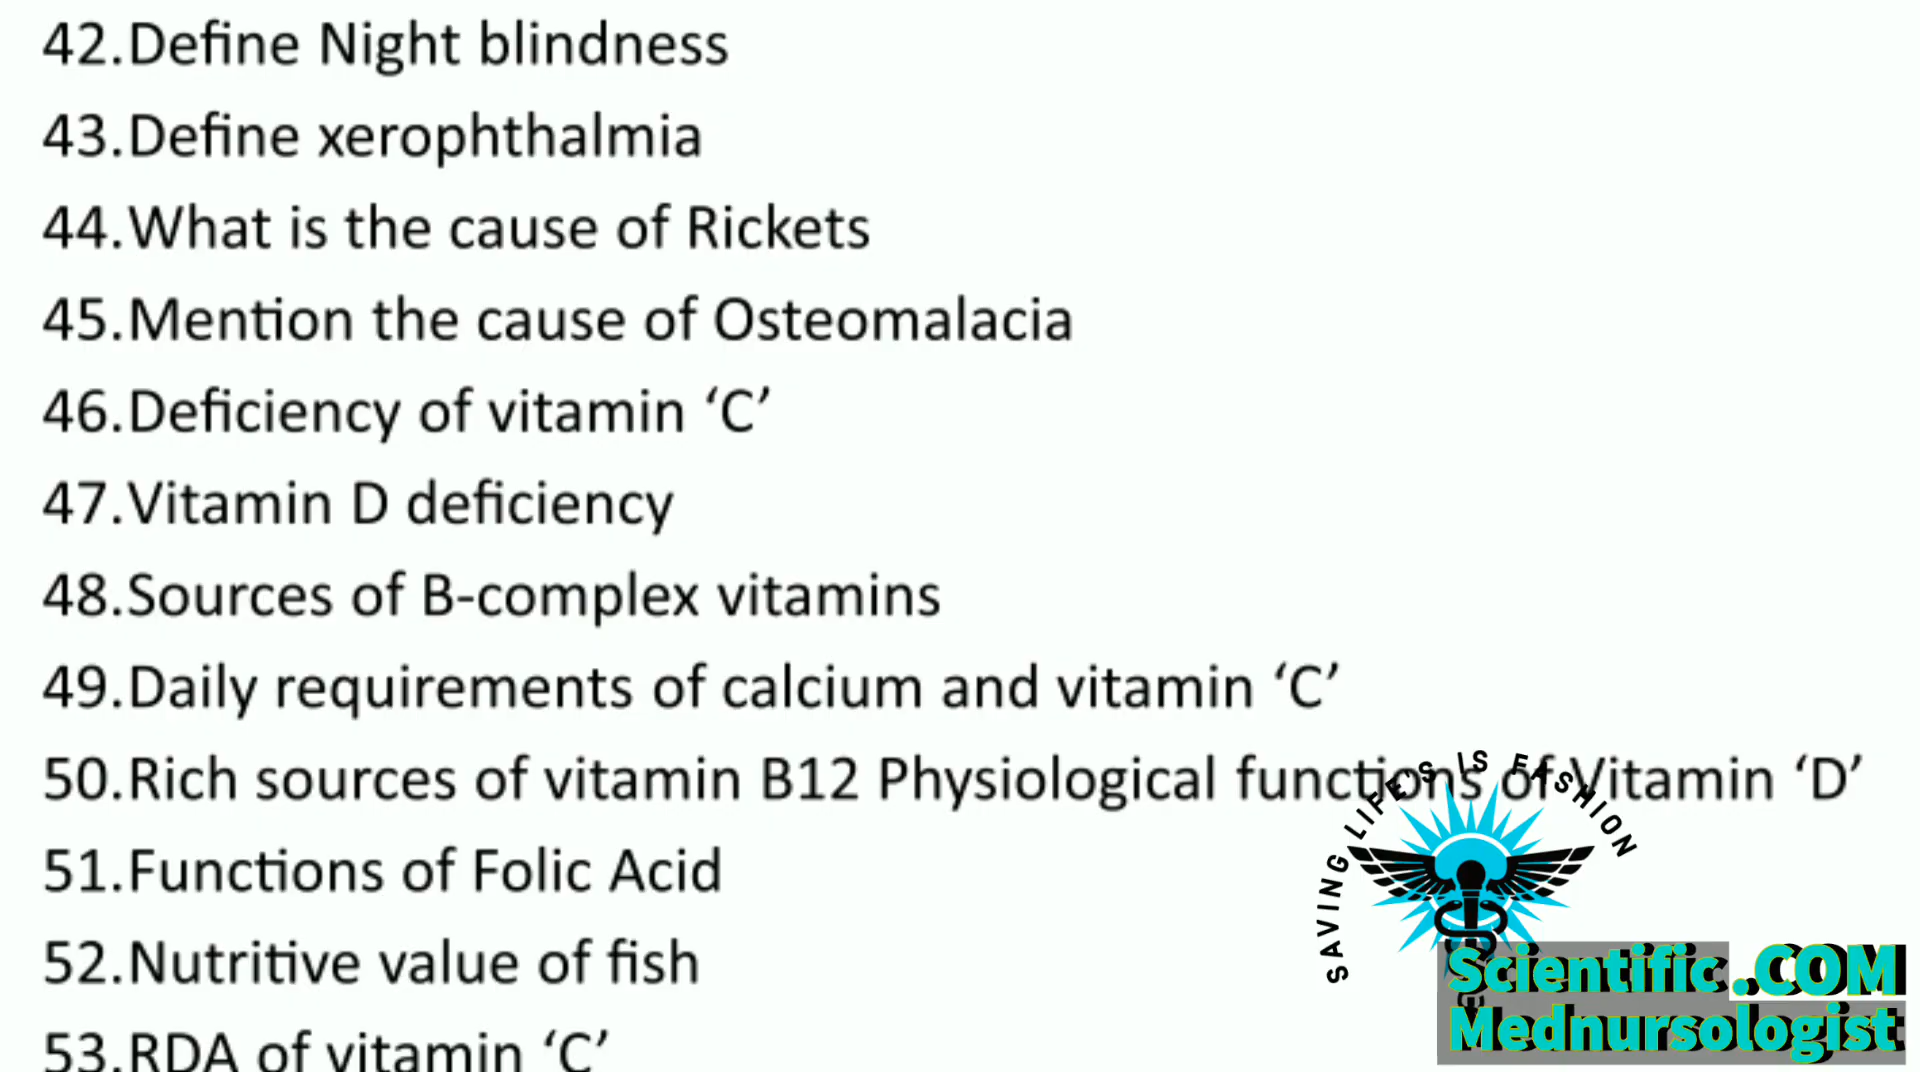 42.Define Night blindness
43.Define xerophthalmia
44.What is the cause of Rickets
45.Mention the cause of Osteomalacia
46.Deficiency of vitamin ‘C’
47.Vitamin D deficiency
48.Sources of B-complex vitamins
49.Daily requirements of calcium and vitamin ‘C’
50.Rich sources of vitamin B12 Physiological functions of Vitamin ‘D’
51.Functions of Folic Acid
52.Nutritive value of fish
53.RDA of vitamin ‘C’
SAVING LIFE'S IS FASHION
Scientific .COM
Mednursologist